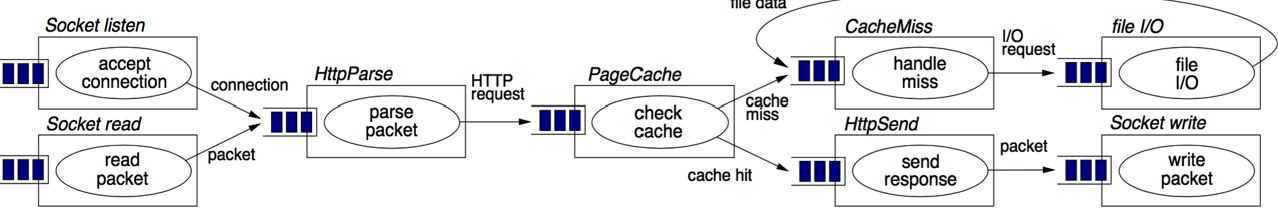 file data
Socket listen
accept
connection
connection
Socket read
read
packet
packet
HttpParse
parse
packet
HTTP
request
PageCache
check
cache
cache
miss
cache hit
CacheMiss
handle
miss
I/O
request
file I/O
file
I/O
HttpSend
send
response
packet
Socket write
write
packet